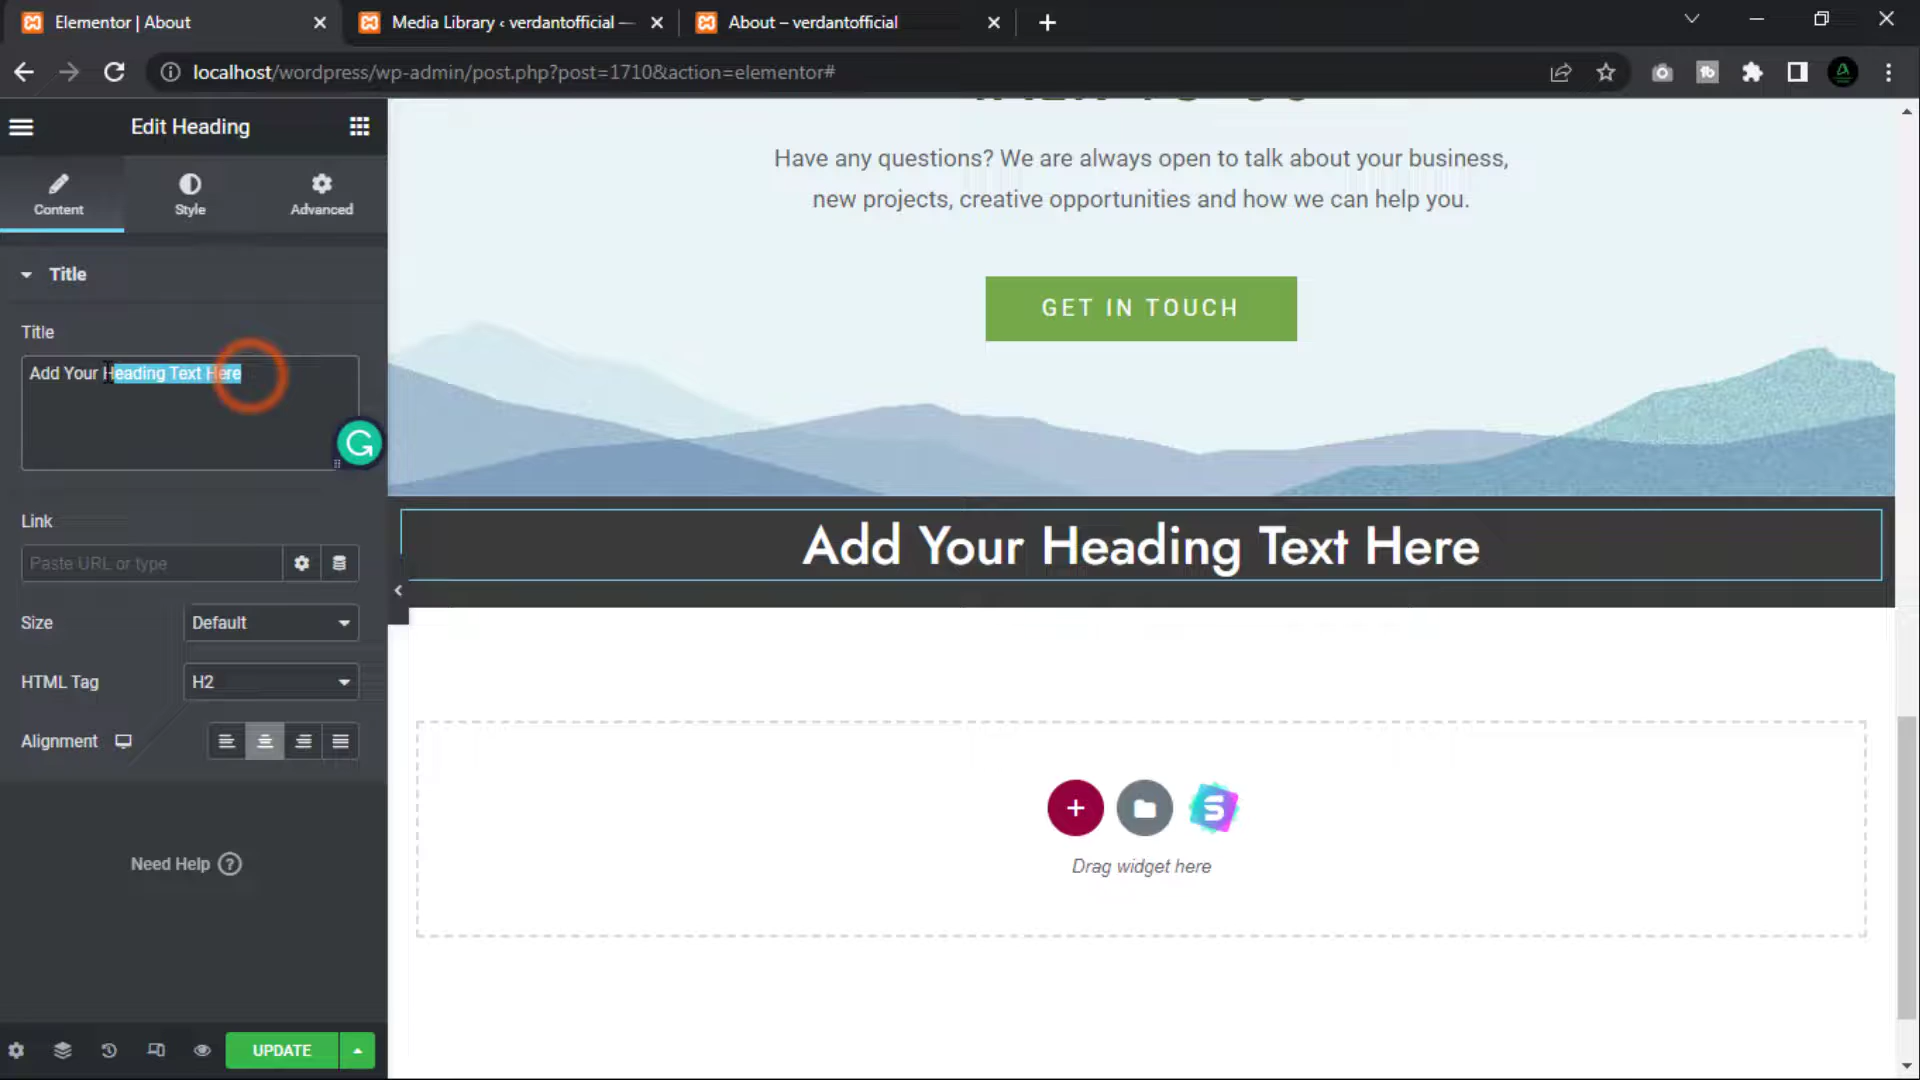 Elementor | About
Media Library ‹ verdantofficial —
About – verdantofficial
localhost/wordpress/wp-admin/post.php?post=1710&action=elementor#
Edit Heading
Content
Style
Advanced
Title
Title
Add Your Heading Text Here
Link
Paste URL or type
Size
Default
HTML Tag
H2
Alignment
Need Help
UPDATE
Have any questions? We are always open to talk about your business,
new projects, creative opportunities and how we can help you.
GET IN TOUCH
Add Your Heading Text Here
Drag widget here